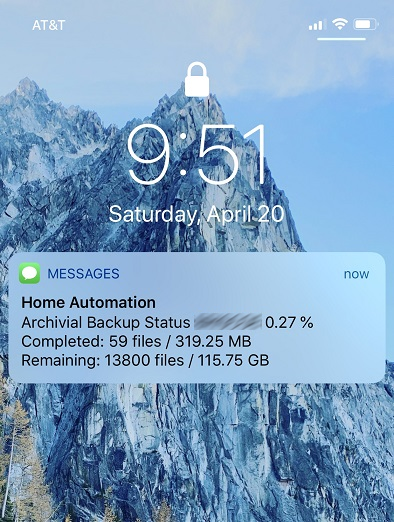 AT&T
9:51
Saturday, April 20
MESSAGES now
Home Automation
Archivial Backup Status 0.27 %
Completed: 59 files / 319.25 MB
Remaining: 13800 files / 115.75 GB